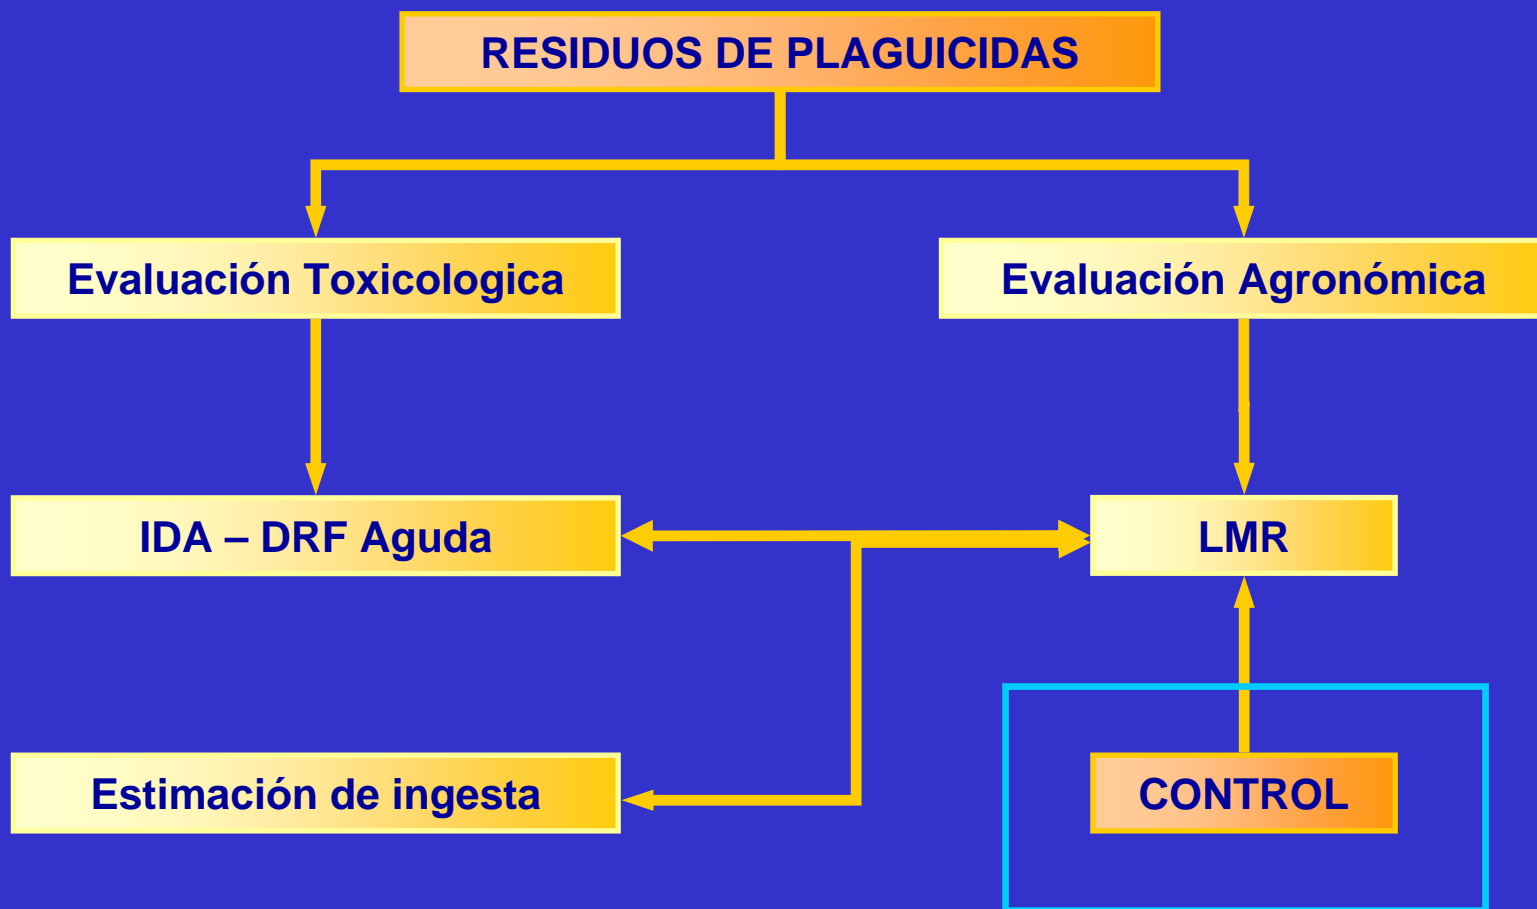 RESIDUOS DE PLAGUICIDAS
Evaluación Toxicologica
Evaluación Agronómica
IDA – DRF Aguda
LMR
Estimación de ingesta
CONTROL